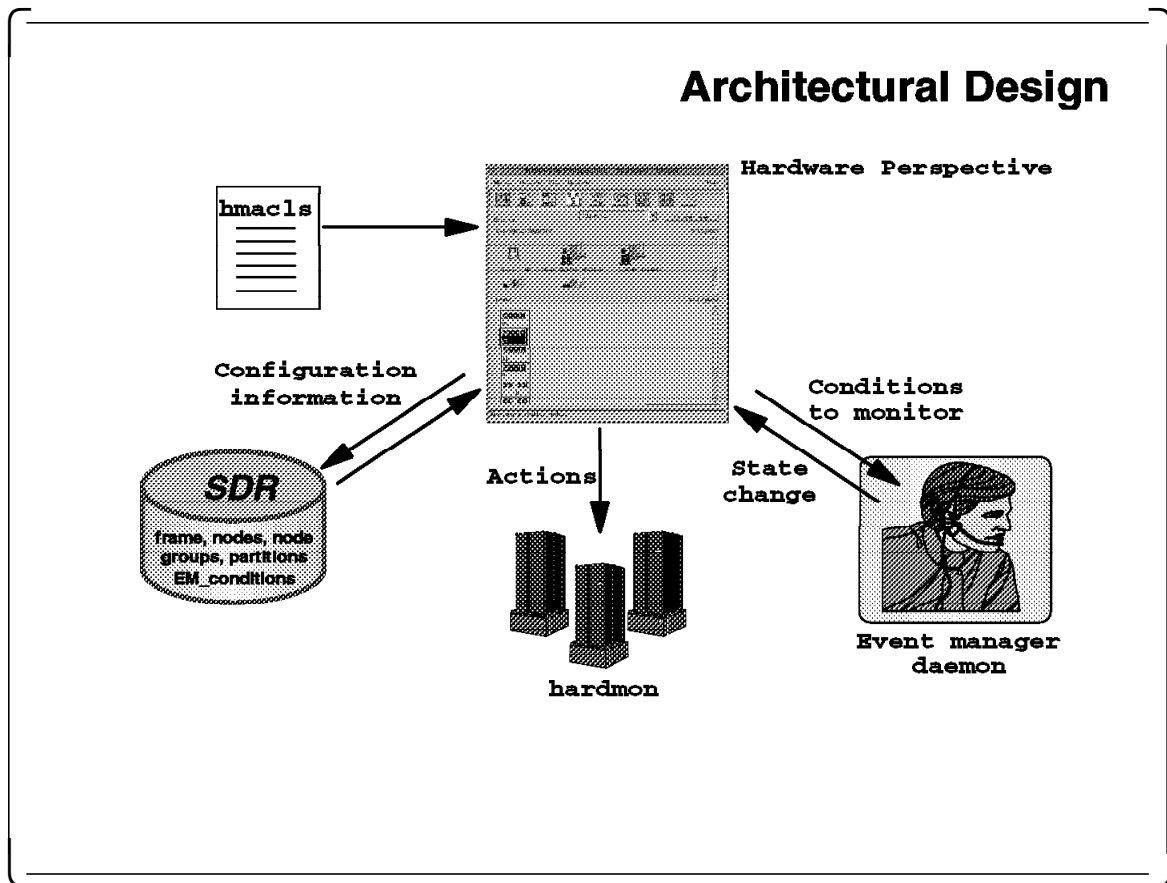 Architectural Design
Hardware Perspective
hmacls
Configuration
information
Conditions
to monitor
State
change
Actions
SDR
frame, nodes, node
groups, partitions
EM_conditions
Event manager
daemon
hardmon